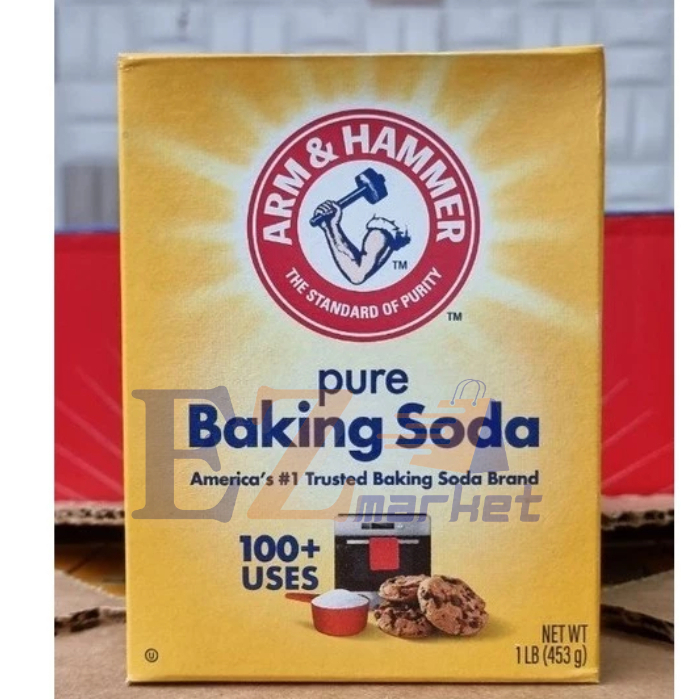 ARM & HAMMER
TM
THE STANDARD OF PURITY
TM
pure
Baking Soda
America's #1 Trusted Baking Soda Brand
EZ market
100+
USES
NET WT
1 LB (453 g)
U